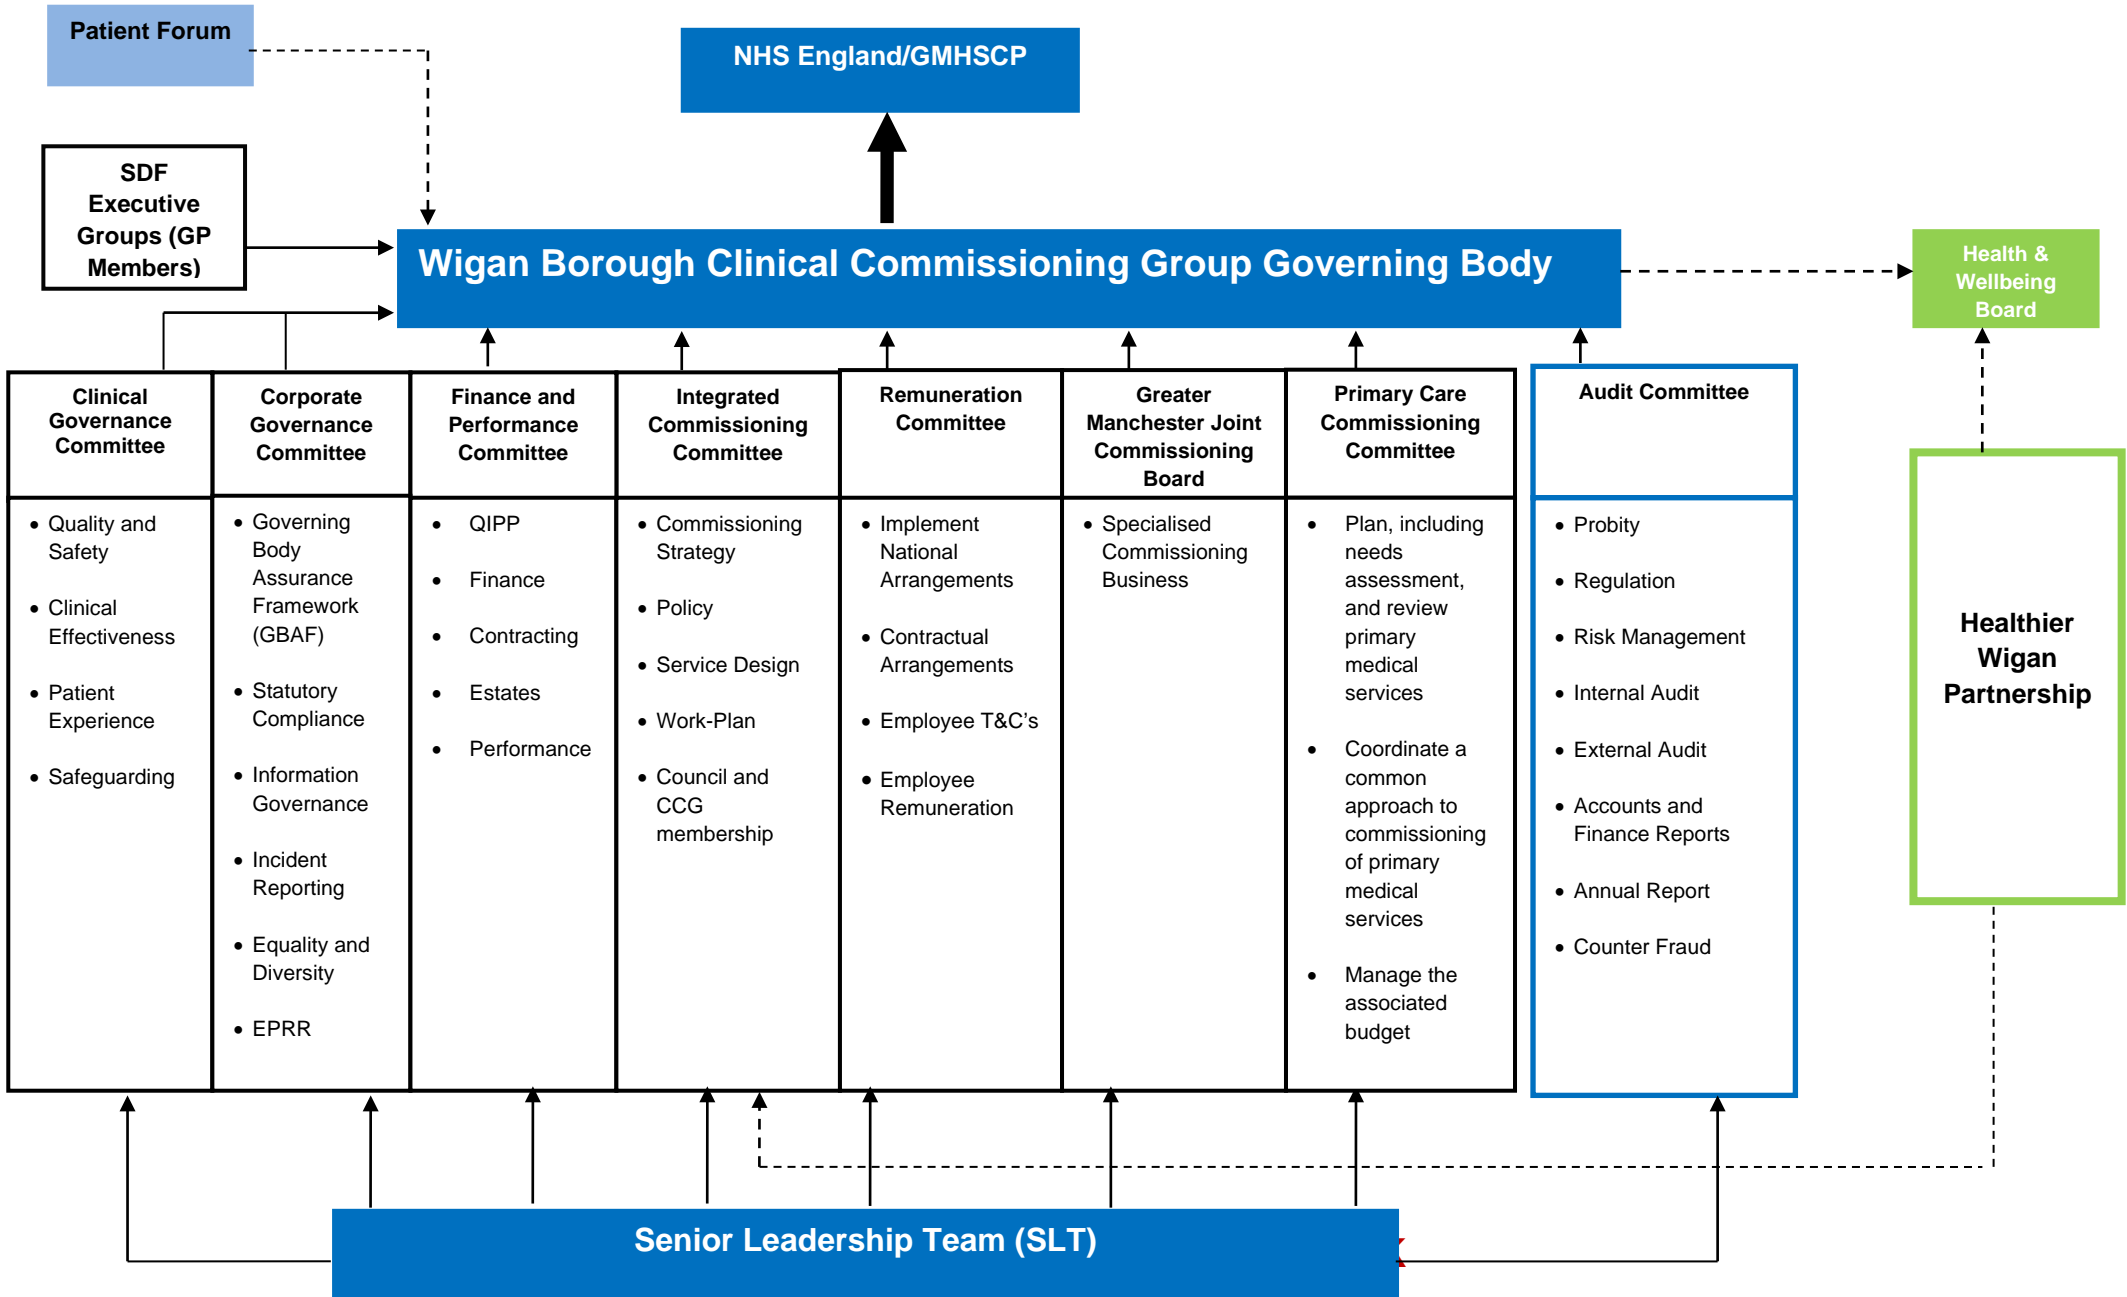 Patient Forum
NHS England/GMHSCP
SDF
Executive
Groups (GP
Members)
Wigan Borough Clinical Commissioning Group Governing Body
Health &
Wellbeing
Board
Clinical
Governance
Committee
• Quality and
Safety
• Clinical
Effectiveness
• Patient
Experience
• Safeguarding
Corporate
Governance
Committee
• Governing
Body
Assurance
Framework
(GBAF)
• Statutory
Compliance
• Information
Governance
• Incident
Reporting
• Equality and
Diversity
• EPRR
Finance and
Performance
Committee
• QIPP
• Finance
• Contracting
• Estates
• Performance
Integrated
Commissioning
Committee
• Commissioning
Strategy
• Policy
• Service Design
• Work-Plan
• Council and
CCG
membership
Remuneration
Committee
• Implement
National
Arrangements
• Contractual
Arrangements
• Employee T&C’s
• Employee
Remuneration
Greater
Manchester Joint
Commissioning
Board
• Specialised
Commissioning
Business
Primary Care
Commissioning
Committee
• Plan, including
needs
assessment,
and review
primary
medical
services
• Coordinate a
common
approach to
commissioning
of primary
medical
services
• Manage the
associated
budget
Audit Committee
• Probity
• Regulation
• Risk Management
• Internal Audit
• External Audit
• Accounts and
Finance Reports
• Annual Report
• Counter Fraud
Healthier
Wigan
Partnership
Senior Leadership Team (SLT)